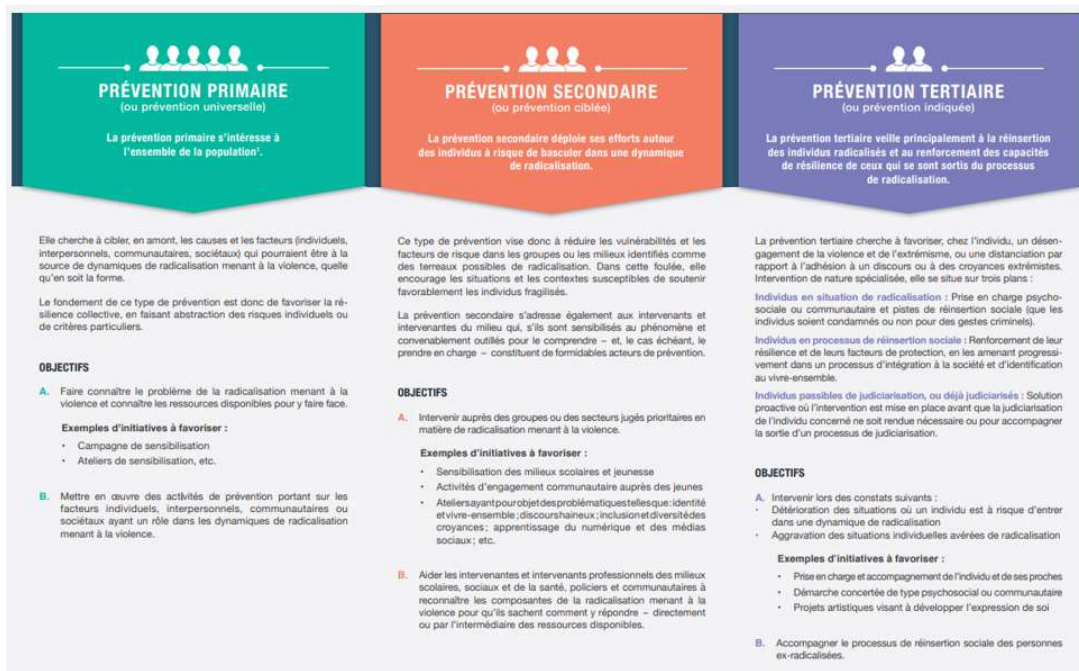 PRÉVENTION PRIMAIRE
(ou prévention universelle)
La prévention primaire s'intéresse à
l'ensemble de la population¹.
Elle cherche à cibler, en amont, les causes et les facteurs (individuels,
interpersonnels, communautaires, sociétaux) qui pourraient être à la
source de dynamiques de radicalisation menant à la violence, quelle
qu'en soit la forme.
Le fondement de ce type de prévention est donc de favoriser la ré-
silience collective, en faisant abstraction des risques individuels ou
de critères particuliers.
OBJECTIFS
A. Faire connaître le problème de la radicalisation menant à la
violence et connaître les ressources disponibles pour y faire face.
Exemples d'initiatives à favoriser :
• Campagne de sensibilisation
• Ateliers de sensibilisation, etc.
B. Mettre en œuvre des activités de prévention portant sur les
facteurs individuels, interpersonnels, communautaires ou
sociétaux ayant un rôle dans les dynamiques de radicalisation
menant à la violence.
PRÉVENTION SECONDAIRE
(ou prévention ciblée)
La prévention secondaire déploie ses efforts autour
des individus à risque de basculer dans une dynamique
de radicalisation.
Ce type de prévention vise donc à réduire les vulnérabilités et les
facteurs de risque dans les groupes ou les milieux identifiés comme
des terreaux possibles de radicalisation. Dans cette foulée, elle
encourage les situations et les contextes susceptibles de soutenir
favorablement les individus fragilisés.
La prévention secondaire s'adresse également aux intervenants et
intervenantes du milieu qui, s'ils sont sensibilisés au phénomène et
convenablement outillés pour le comprendre – et, le cas échéant, le
prendre en charge – constituent de formidables acteurs de prévention.
OBJECTIFS
A. Intervenir auprès des groupes ou des secteurs jugés prioritaires en
matière de radicalisation menant à la violence.
Exemples d'initiatives à favoriser :
• Sensibilisation des milieux scolaires et jeunesse
• Activités d'engagement communautaire auprès des jeunes
• Ateliers ayant pour objet des problématiques telles que : identité
et vivre-ensemble ; discours haineux ; inclusion et diversité des
croyances ; apprentissage du numérique et des médias
sociaux ; etc.
B. Aider les intervenantes et intervenants professionnels des milieux
scolaires, sociaux et de la santé, policiers et communautaires à
reconnaître les composantes de la radicalisation menant à la
violence pour qu'ils sachent comment y répondre – directement
ou par l'intermédiaire des ressources disponibles.
PRÉVENTION TERTIAIRE
(ou prévention indiquée)
La prévention tertiaire veille principalement à la réinsertion
des individus radicalisés et au renforcement des capacités
de résilience de ceux qui se sont sortis du processus
de radicalisation.
La prévention tertiaire cherche à favoriser, chez l'individu, un désen-
gagement de la violence et de l'extrémisme, ou une distanciation par
rapport à l'adhésion à un discours ou à des croyances extrémistes.
Intervention de nature spécialisée, elle se situe sur trois plans :
Individus en situation de radicalisation : Prise en charge psycho-
sociale ou communautaire et pistes de réinsertion sociale (que les
individus soient condamnés ou non pour des gestes criminels).
Individus en processus de réinsertion sociale : Renforcement de leur
résilience et de leurs facteurs de protection, en les amenant progressi-
vement dans un processus d'intégration à la société et d'identification
au vivre-ensemble.
Individus passibles de judiciarisation, ou déjà judiciarisés : Solution
proactive où l'intervention est mise en place avant que la judiciarisation
de l'individu concerné ne soit rendue nécessaire ou pour accompagner
la sortie d'un processus de judiciarisation.
OBJECTIFS
A. Intervenir lors des constats suivants :
• Détérioration des situations où un individu est à risque d'entrer
dans une dynamique de radicalisation
• Aggravation des situations individuelles avérées de radicalisation
Exemples d'initiatives à favoriser :
• Prise en charge et accompagnement de l'individu et de ses proches
• Démarche concertée de type psychosocial ou communautaire
• Projets artistiques visant à développer l'expression de soi
B. Accompagner le processus de réinsertion sociale des personnes
ex-radicalisées.